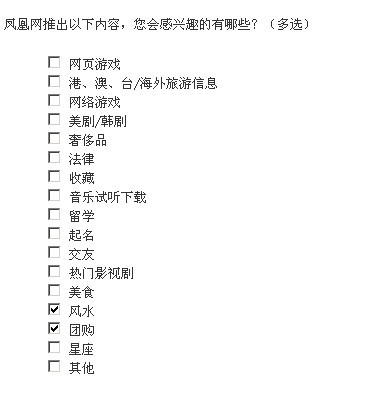 凤凰网推出以下内容，您会感兴趣的有哪些？（多选）
网页游戏
港、澳、台/海外旅游信息
网络游戏
美剧/韩剧
奢侈品
法律
收藏
音乐试听下载
留学
起名
交友
热门影视剧
美食
风水
团购
星座
其他